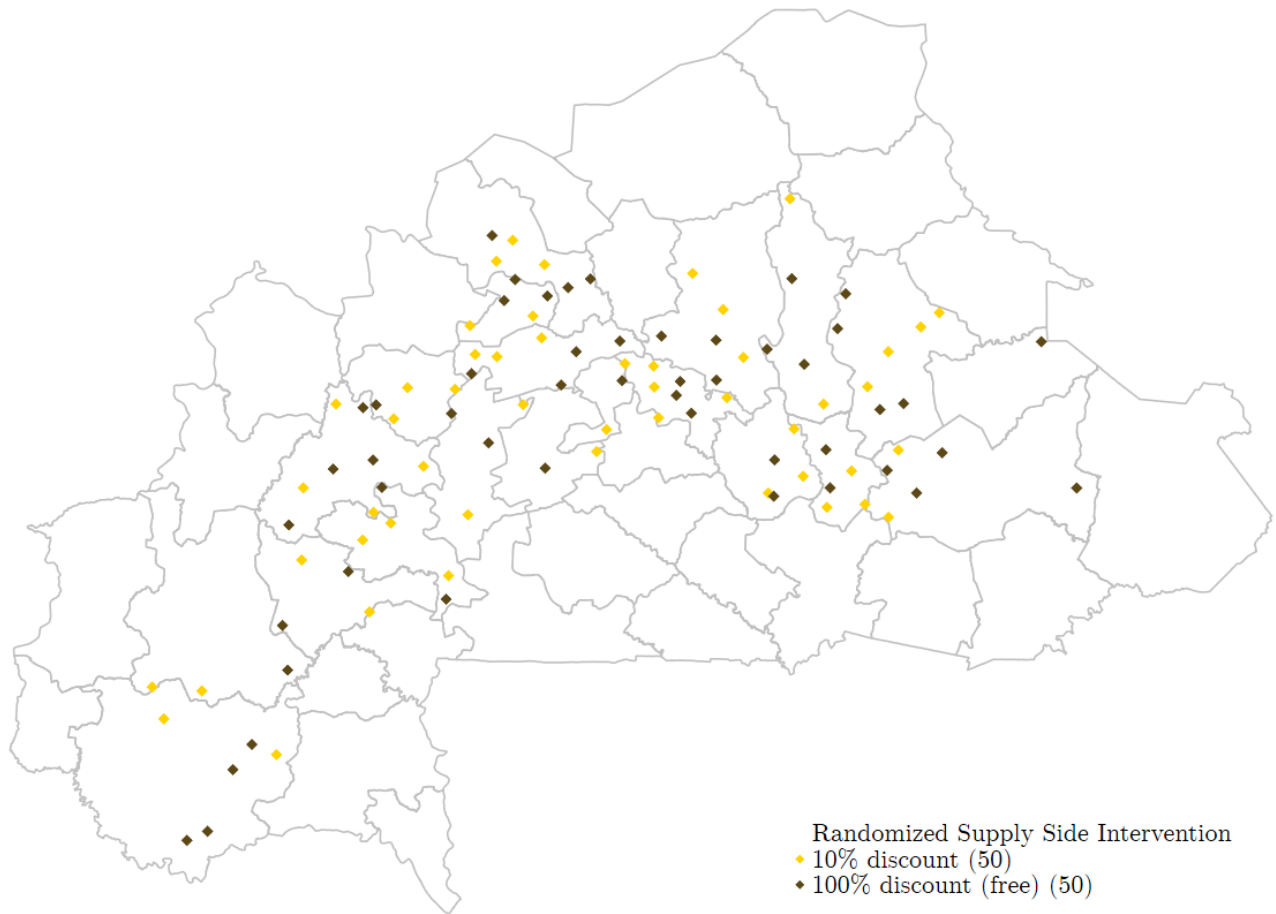 Randomized Supply Side Intervention
10% discount (50)
100% discount (free) (50)